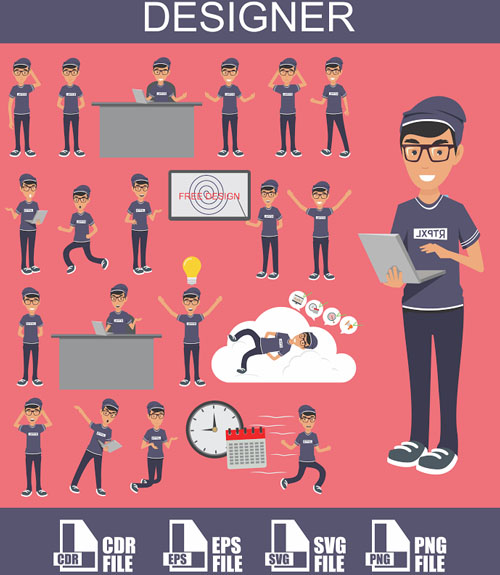 DESIGNER
FREE DESIGN
RTPXL
CDR
CDR
FILE
EPS
EPS
FILE
SVG
SVG
FILE
PNG
PNG
FILE